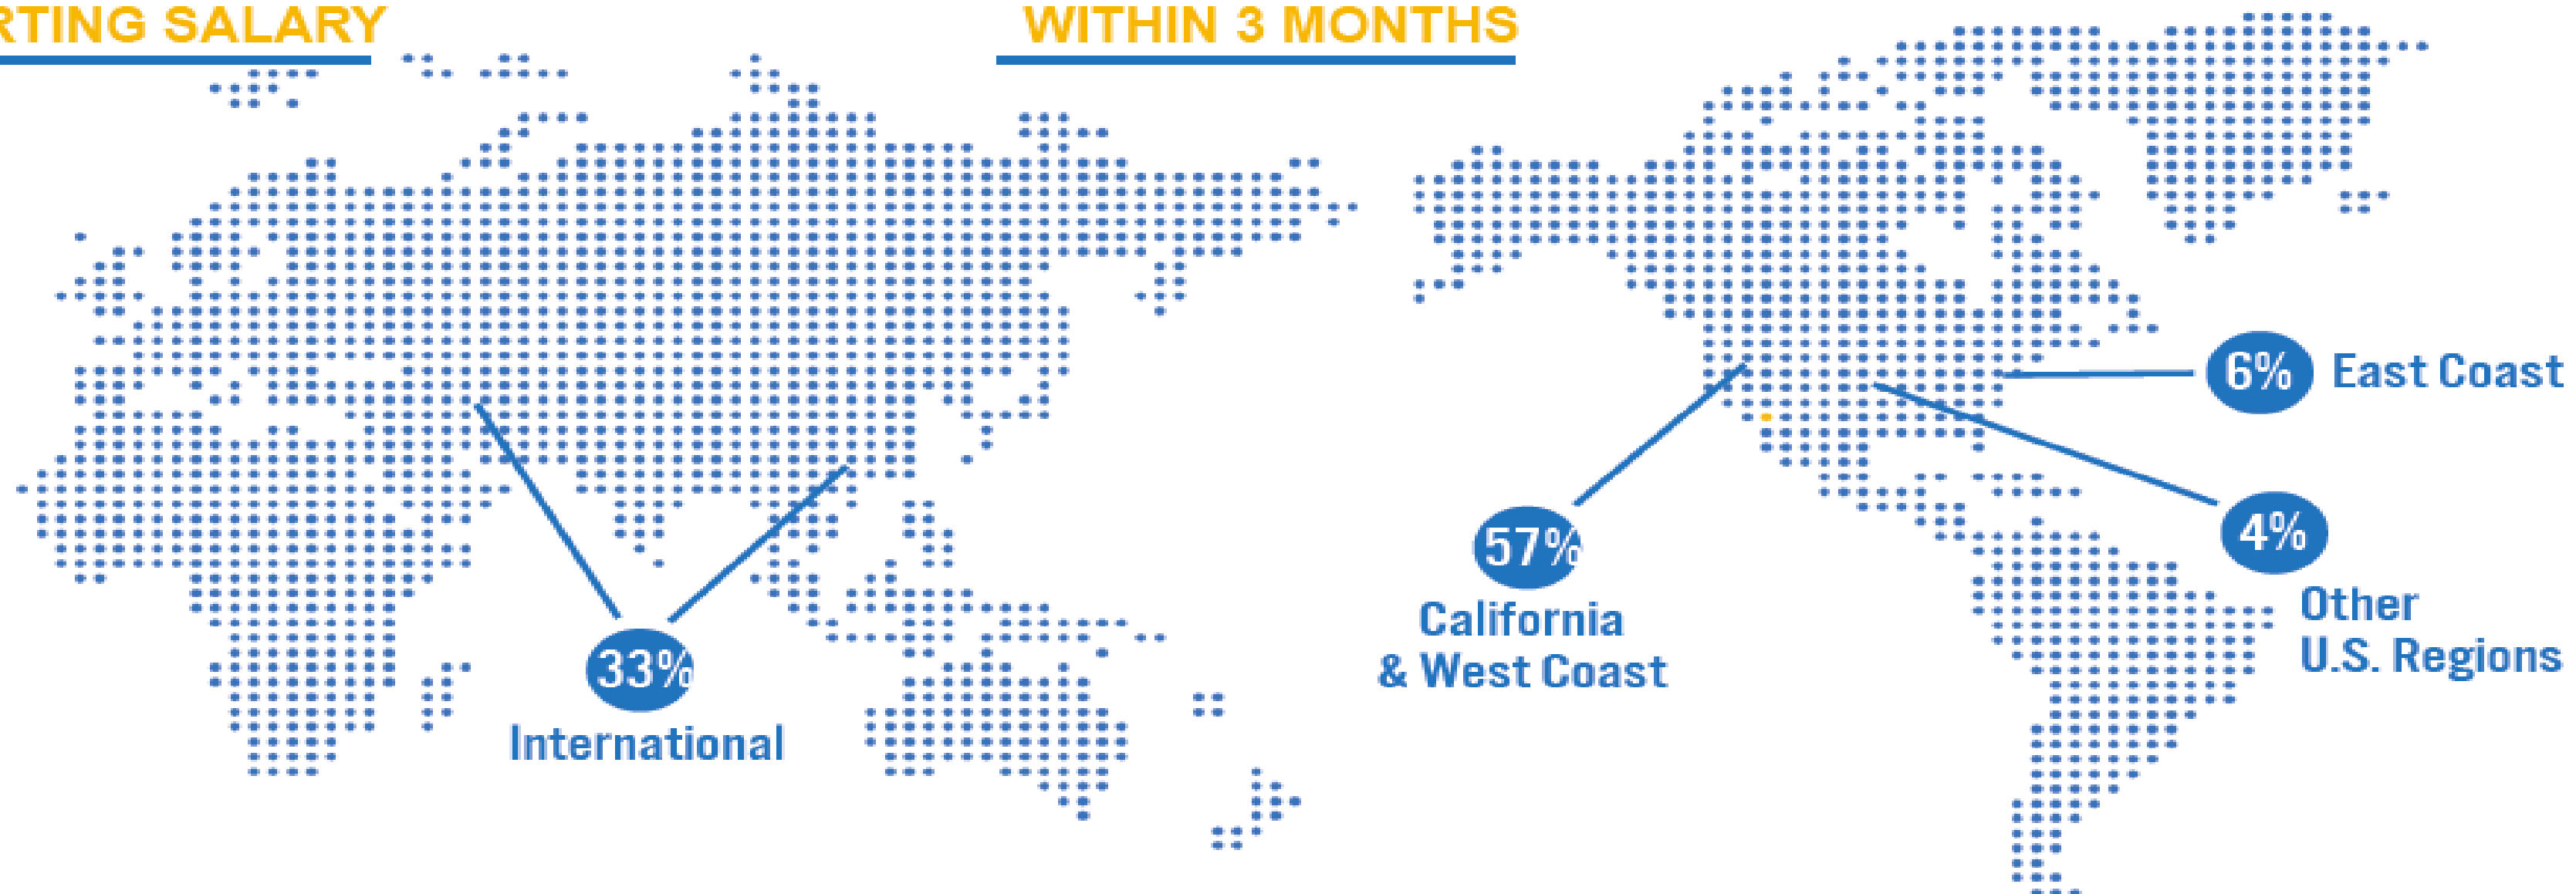 RTING SALARY
WITHIN 3 MONTHS
6% East Coast
57%
California
& West Coast
4%
Other
U.S. Regions
33%
International